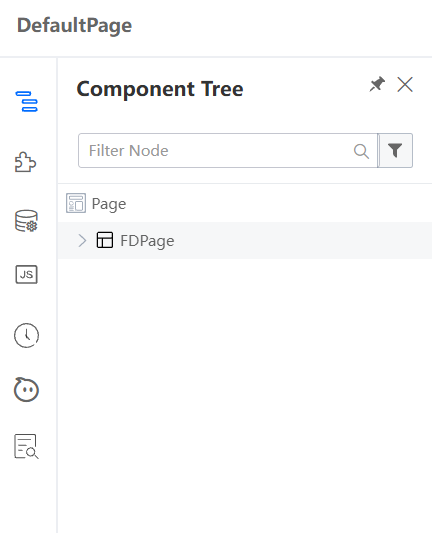 DefaultPage
Component Tree
Filter Node
Page
FDPage
JS